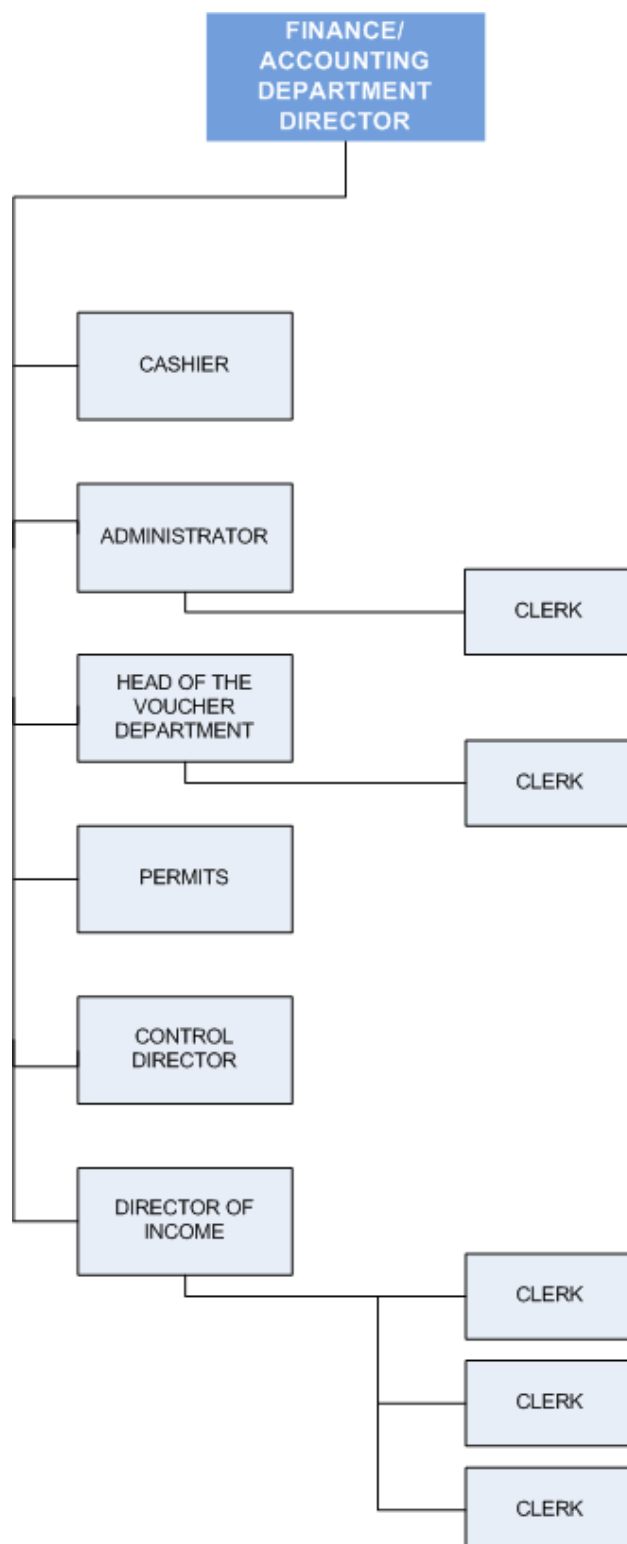 FINANCE/
ACCOUNTING
DEPARTMENT
DIRECTOR
CASHIER
ADMINISTRATOR
CLERK
HEAD OF THE
VOUCHER
DEPARTMENT
CLERK
PERMITS
CONTROL
DIRECTOR
DIRECTOR OF
INCOME
CLERK
CLERK
CLERK